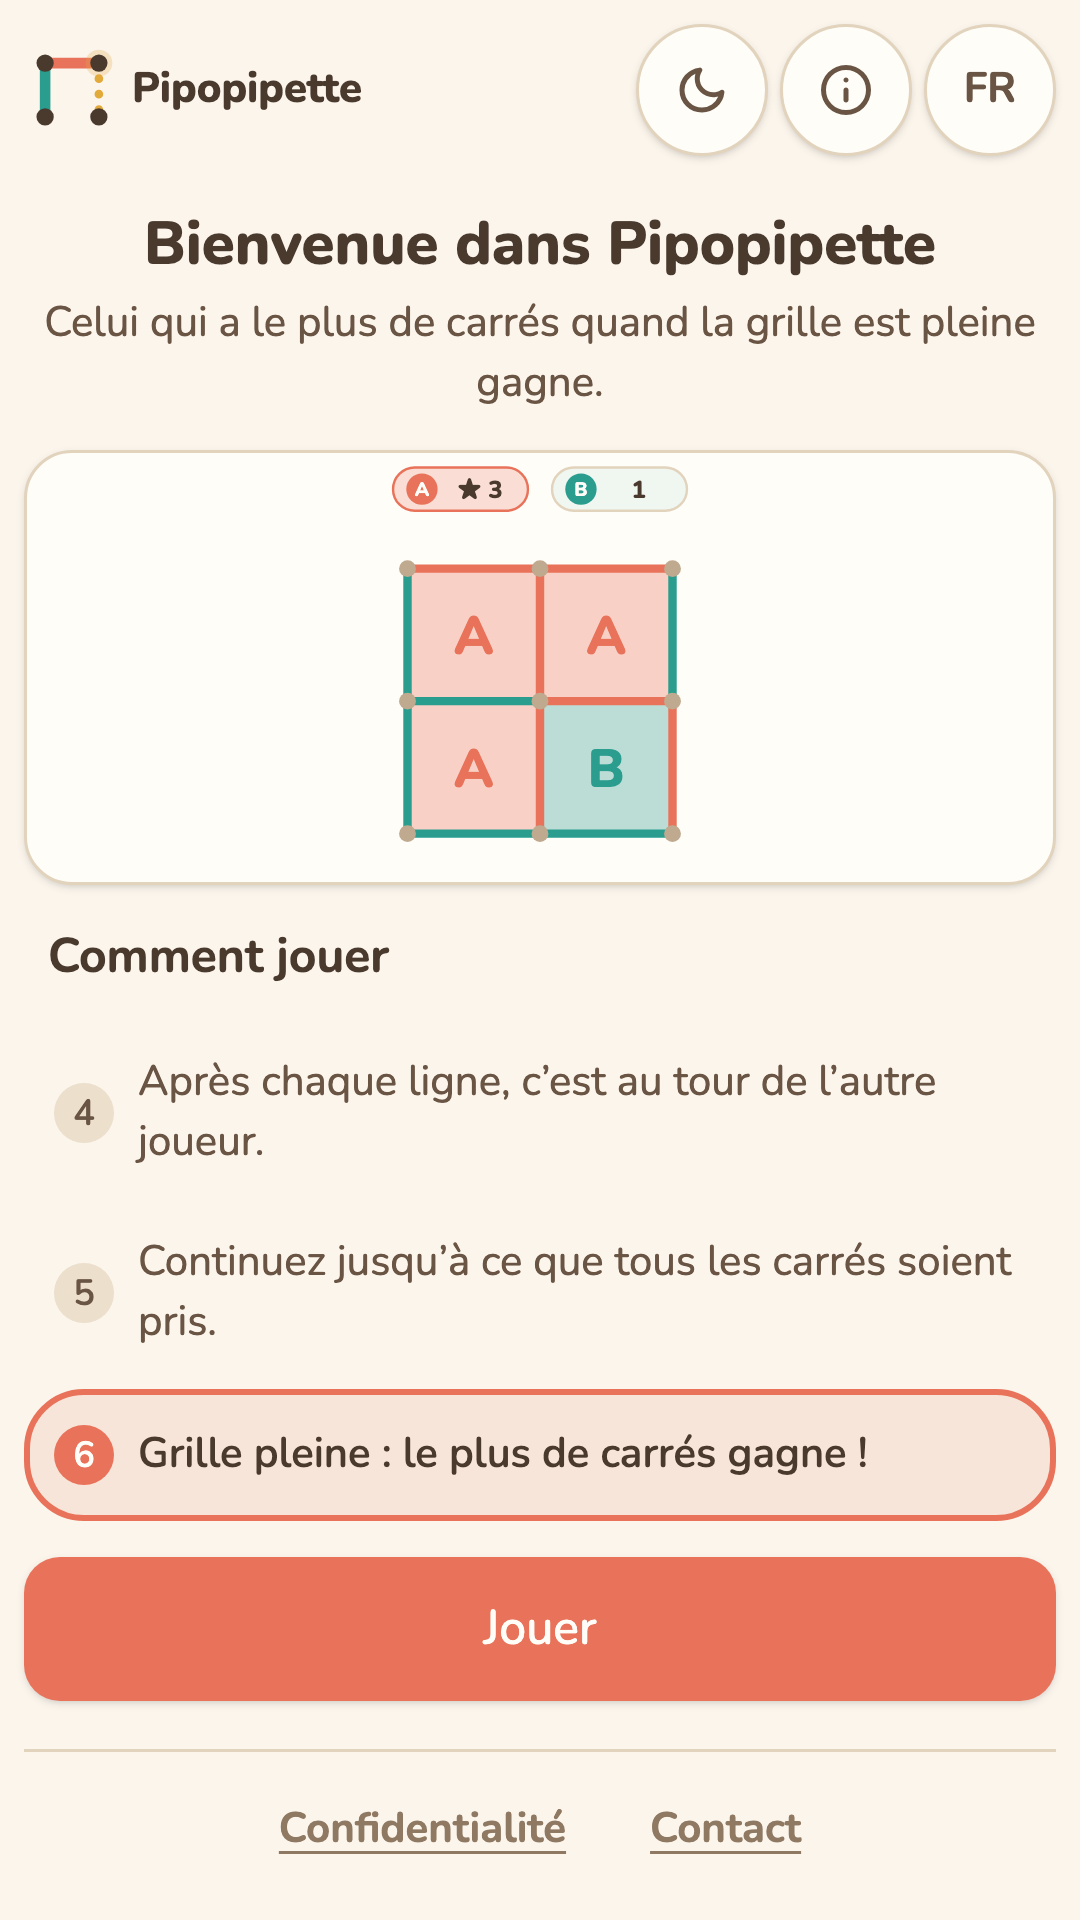 Pipopipette
FR
Bienvenue dans Pipopipette
Celui qui a le plus de carrés quand la grille est pleine
gagne.
A ★ 3 B 1
A A
A B
Comment jouer
4 Après chaque ligne, c’est au tour de l’autre
joueur.
5 Continuez jusqu’à ce que tous les carrés soient
pris.
6 Grille pleine : le plus de carrés gagne !
Jouer
Confidentialité Contact